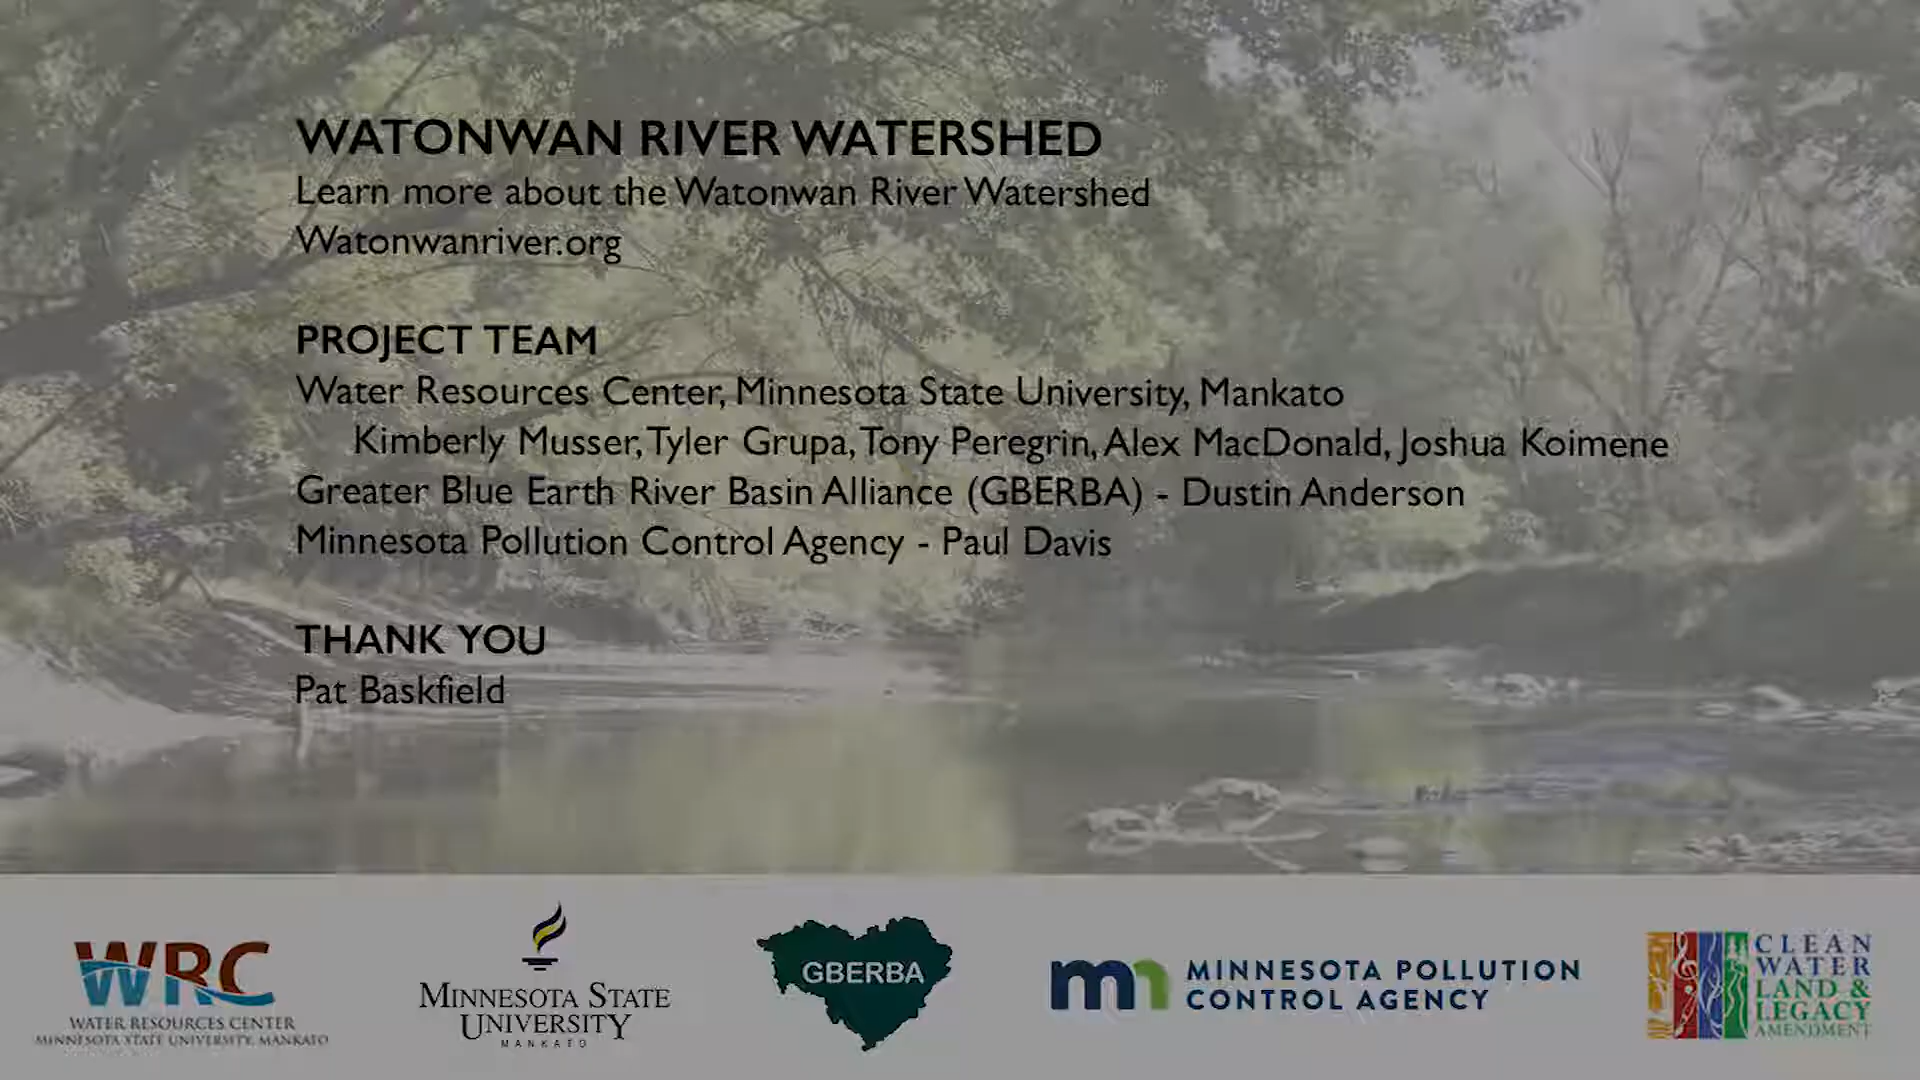 WATONWAN RIVER WATERSHED
Learn more about the Watonwan River Watershed
Watonwanriver.org
PROJECT TEAM
Water Resources Center, Minnesota State University, Mankato
Kimberly Musser, Tyler Grupa, Tony Peregrin, Alex MacDonald, Joshua Koimene
Greater Blue Earth River Basin Alliance (GBERBA) - Dustin Anderson
Minnesota Pollution Control Agency - Paul Davis
THANK YOU
Pat Baskfield
WRC
WATER RESOURCES CENTER
MINNESOTA STATE UNIVERSITY, MANKATO
MINNESOTA STATE
UNIVERSITY
MANKATO
GBERBA
mn MINNESOTA POLLUTION
CONTROL AGENCY
CLEAN
WATER
LAND &
LEGACY
AMENDMENT